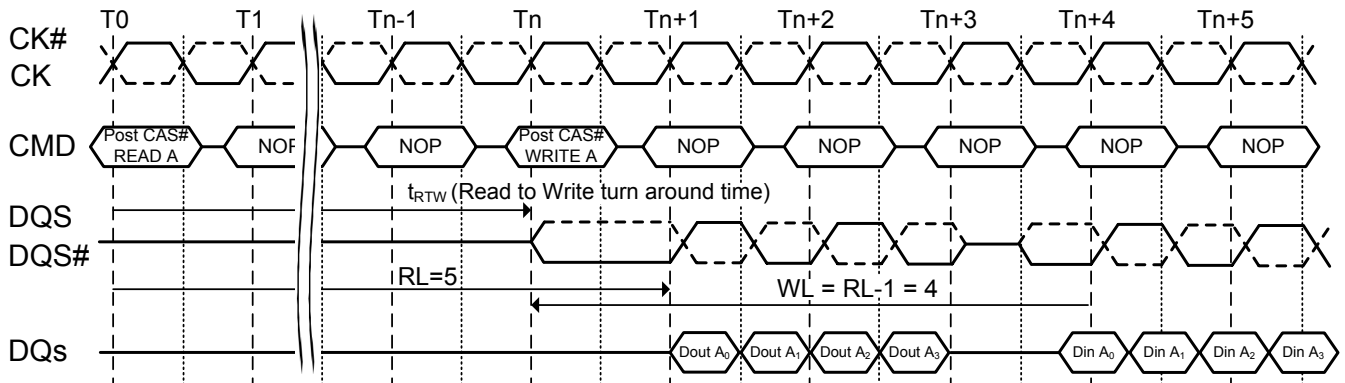 T0 T1 Tn-1 Tn Tn+1 Tn+2 Tn+3 Tn+4 Tn+5
CK#
CK
CMD Post CAS# READ A NOP NOP Post CAS# WRITE A NOP NOP NOP NOP NOP
tRTW (Read to Write turn around time)
DQS
DQS#
RL=5 WL = RL-1 = 4
DQs Dout A0 Dout A1 Dout A2 Dout A3 Din A0 Din A1 Din A2 Din A3